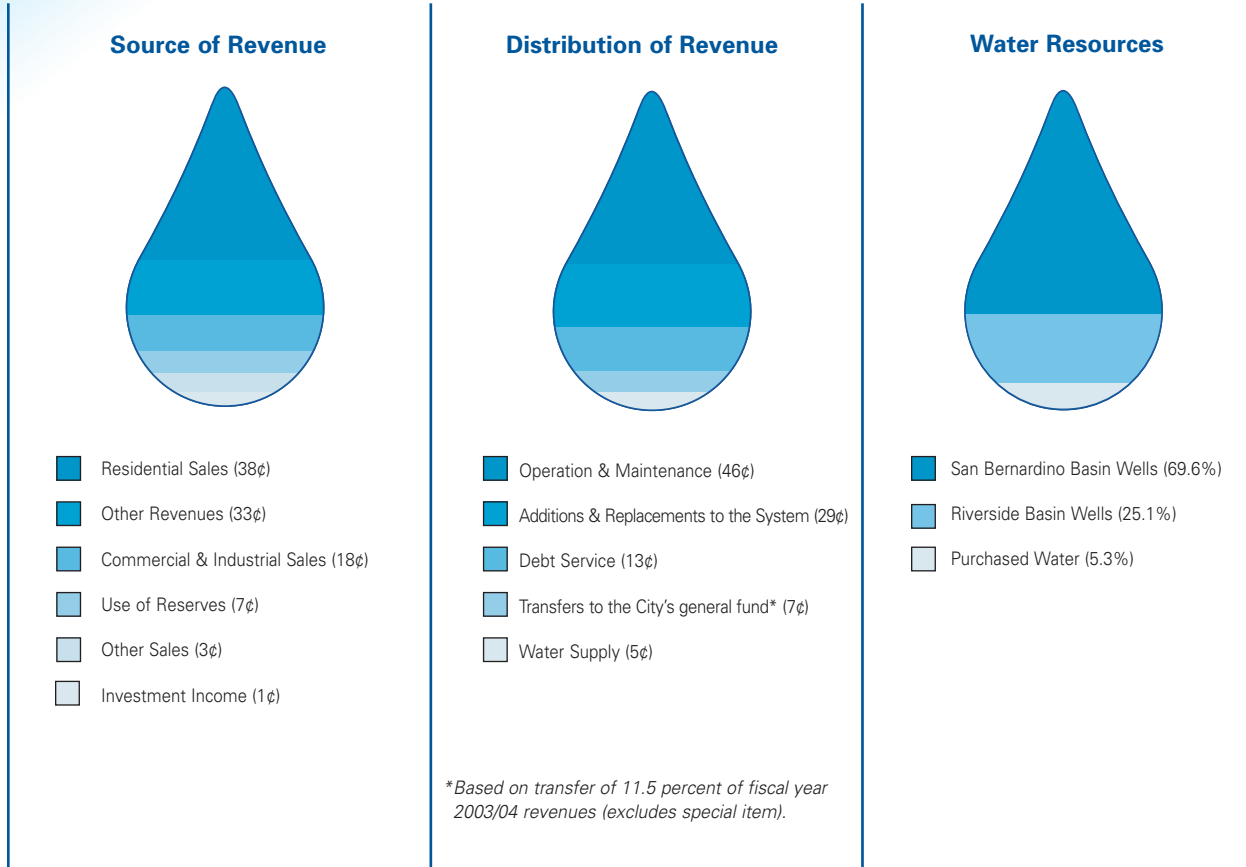 Source of Revenue
Residential Sales (38¢)
Other Revenues (33¢)
Commercial & Industrial Sales (18¢)
Use of Reserves (7¢)
Other Sales (3¢)
Investment Income (1¢)
Distribution of Revenue
Operation & Maintenance (46¢)
Additions & Replacements to the System (29¢)
Debt Service (13¢)
Transfers to the City's general fund* (7¢)
Water Supply (5¢)
*Based on transfer of 11.5 percent of fiscal year
2003/04 revenues (excludes special item).
Water Resources
San Bernardino Basin Wells (69.6%)
Riverside Basin Wells (25.1%)
Purchased Water (5.3%)